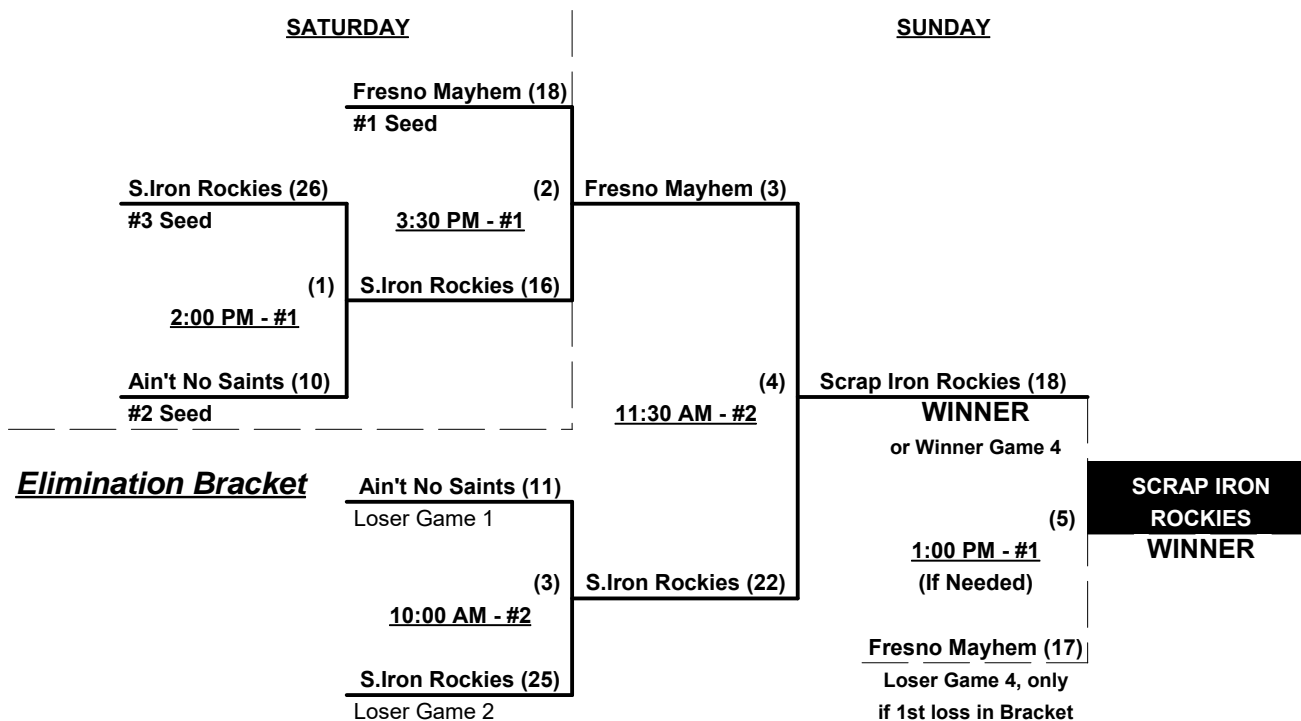 SATURDAY
SUNDAY
Fresno Mayhem (18)
#1 Seed
S.Iron Rockies (26)
(2)
Fresno Mayhem (3)
#3 Seed
3:30 PM - #1
(1)
S.Iron Rockies (16)
2:00 PM - #1
Ain't No Saints (10)
(4)
Scrap Iron Rockies (18)
#2 Seed
11:30 AM - #2
WINNER
or Winner Game 4
Elimination Bracket
Ain't No Saints (11)
SCRAP IRON
Loser Game 1
(5)
ROCKIES
1:00 PM - #1
WINNER
(3)
S.Iron Rockies (22)
(If Needed)
10:00 AM - #2
Fresno Mayhem (17)
S.Iron Rockies (25)
Loser Game 4, only
Loser Game 2
if 1st loss in Bracket